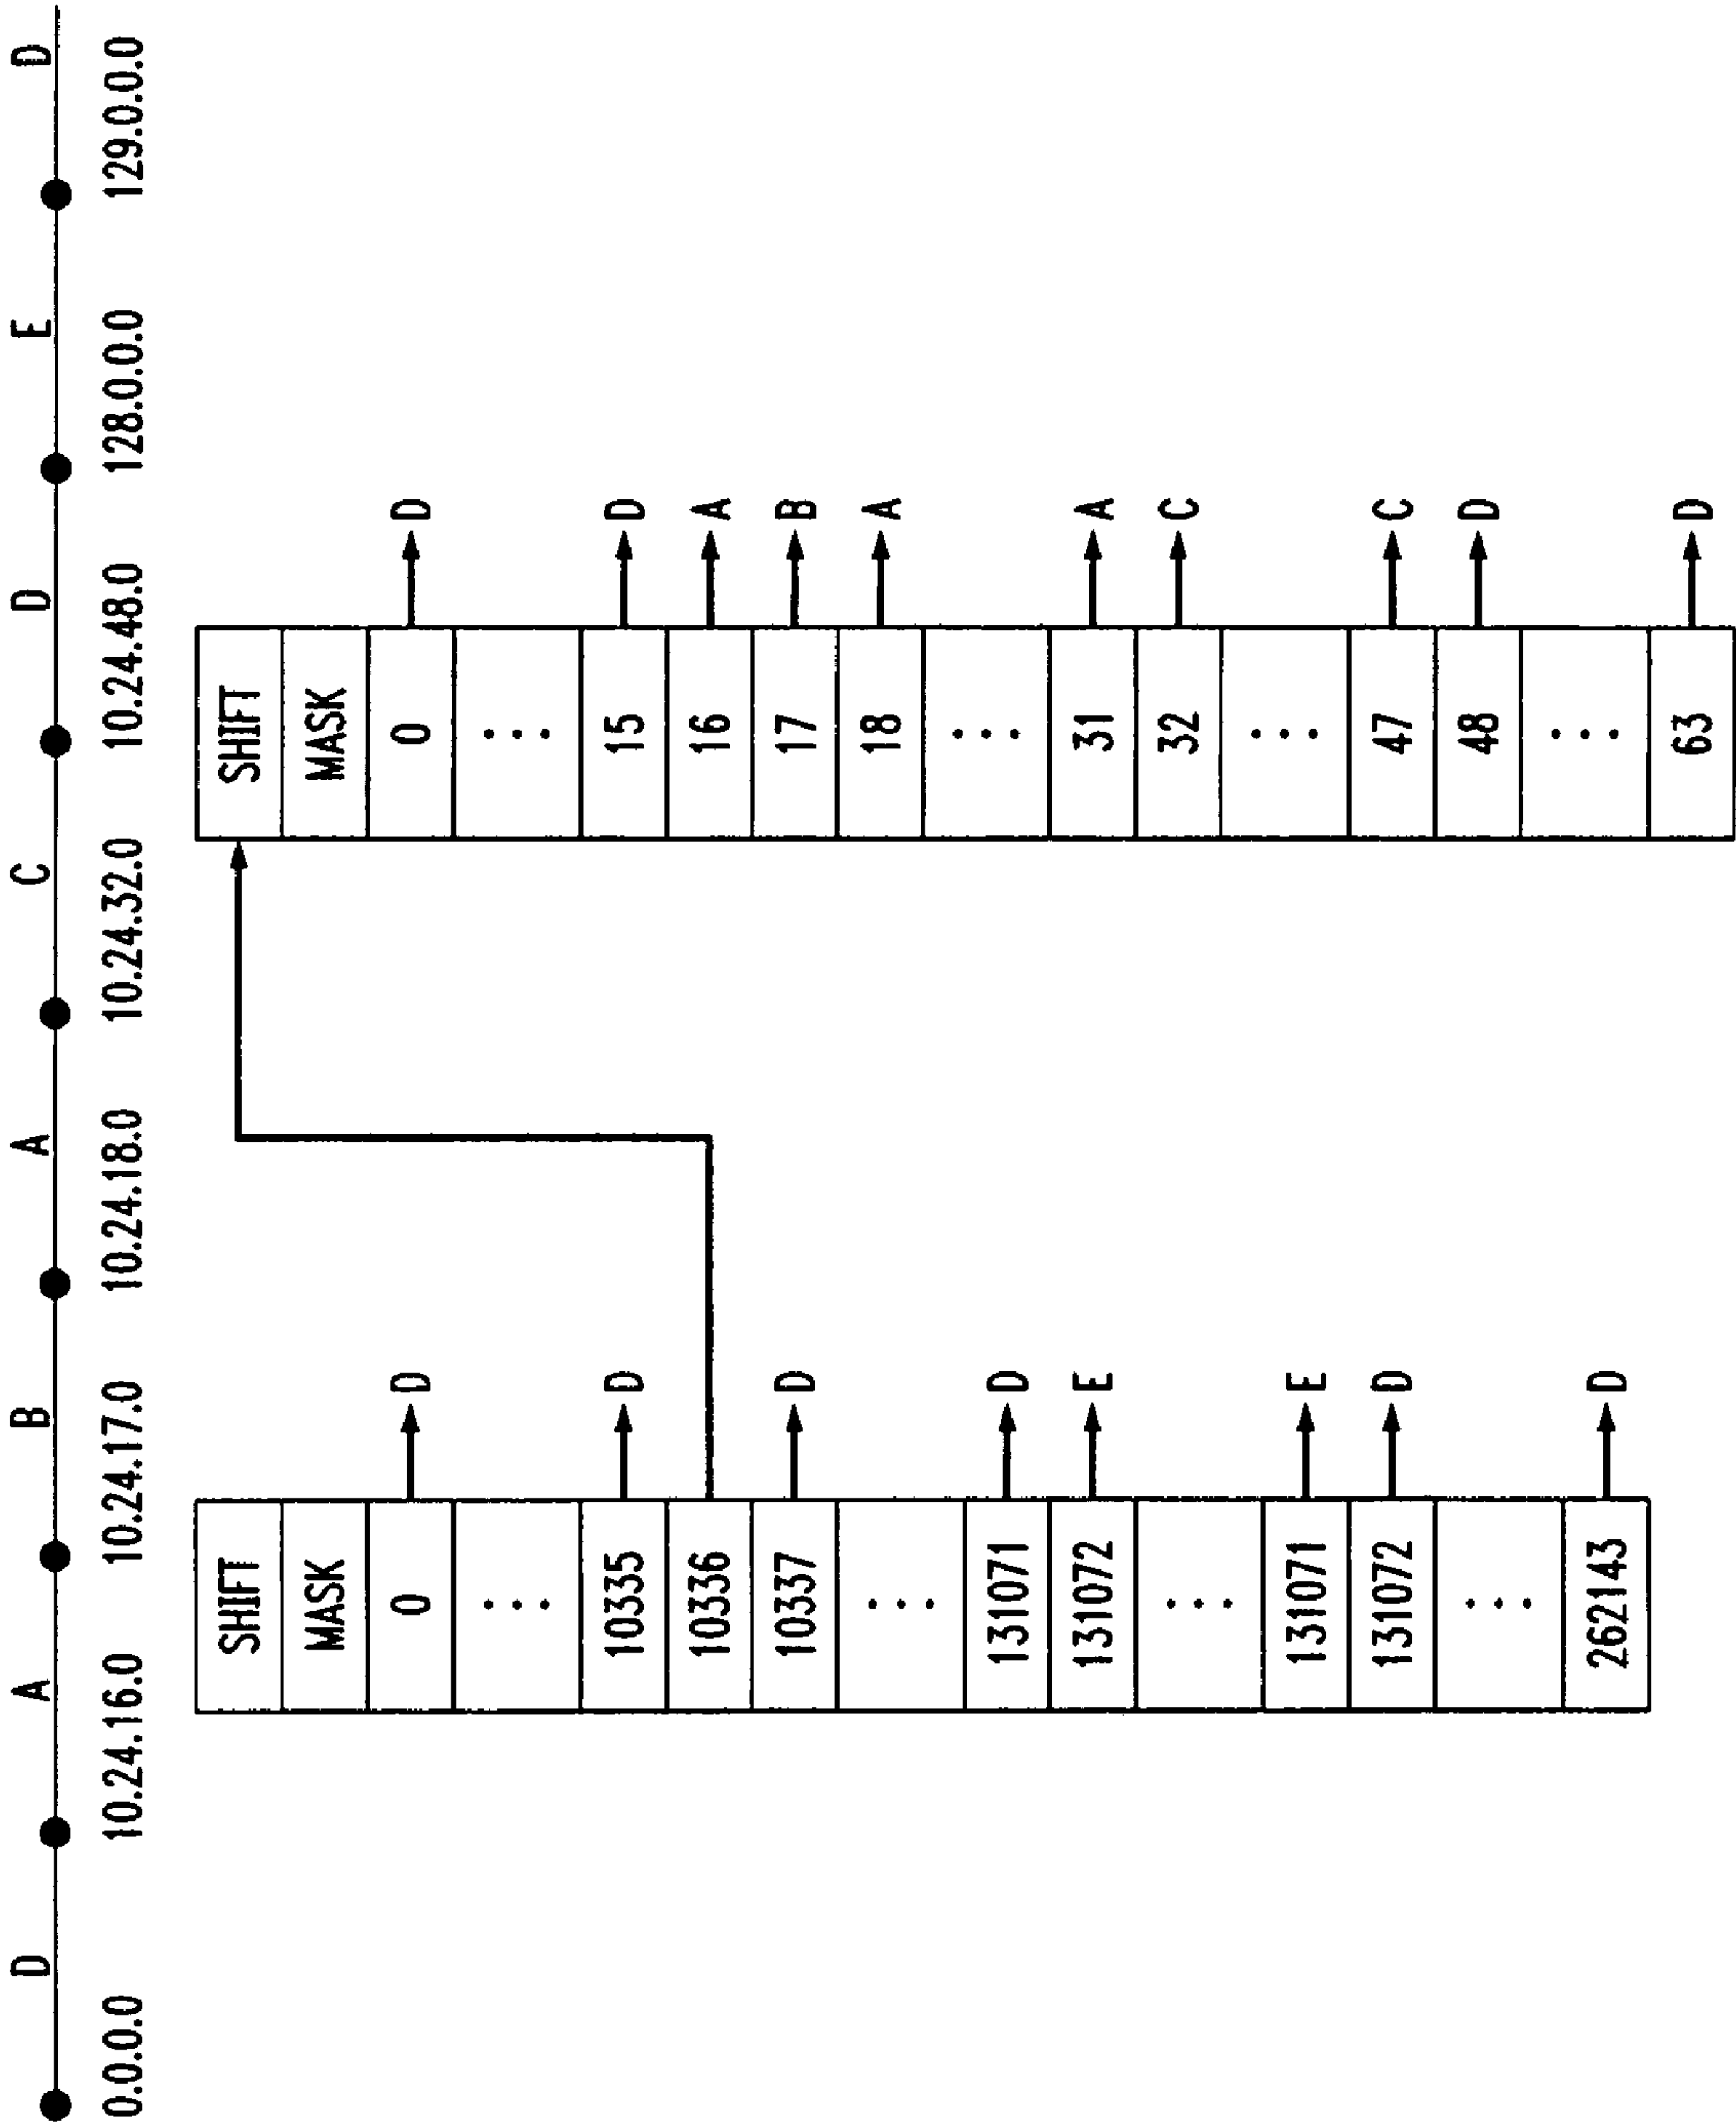 D A B A C D E D
0.0.0.0 10.24.16.0 10.24.17.0 10.24.18.0 10.24.32.0 10.24.48.0 128.0.0.0 129.0.0.0
SHIFT
MASK
0 D
...
10335 D
10336
10337 D
...
131071 D
131072 E
...
131071 E
131072 D
...
262143 D
SHIFT
MASK
0 D
...
15 D
16 A
17 B
18 A
...
31 A
32 C
...
47 C
48 D
...
63 D